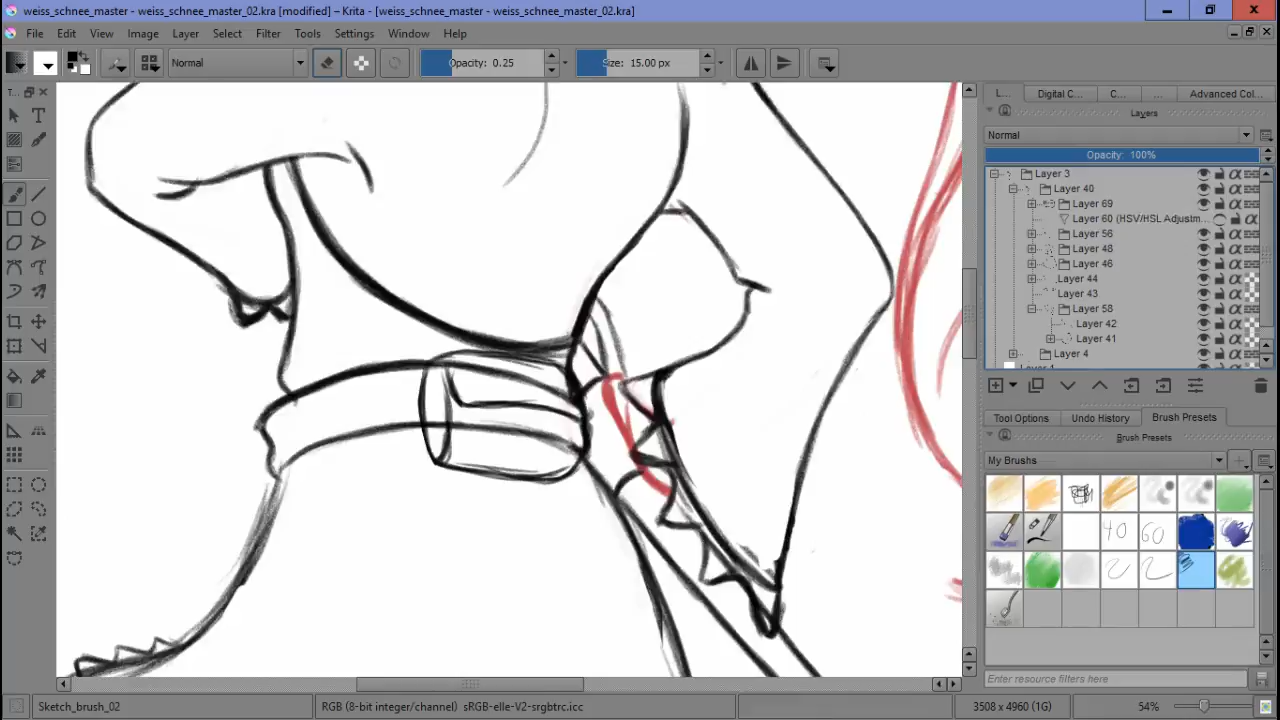 weiss_schnee_master - weiss_schnee_master_02.kra [modified] – Krita - [weiss_schnee_master - weiss_schnee_master_02.kra]
File Edit View Image Layer Select Filter Tools Settings Window Help
Normal Opacity: 0.25 Size: 15.00 px
T... L... Digital C... C... ... Advanced Col...
Layers
Normal
Opacity: 100%
Layer 3
Layer 40
Layer 69
Layer 60 (HSV/HSL Adjustm...
Layer 56
Layer 48
Layer 46
Layer 44
Layer 43
Layer 58
Layer 42
Layer 41
Layer 4
Tool Options Undo History Brush Presets
Brush Presets
My Brushs
40 60
Enter resource filters here
Sketch_brush_02 RGB (8-bit integer/channel) sRGB-elle-V2-srgbtrc.icc 3508 x 4960 (1G) 54%